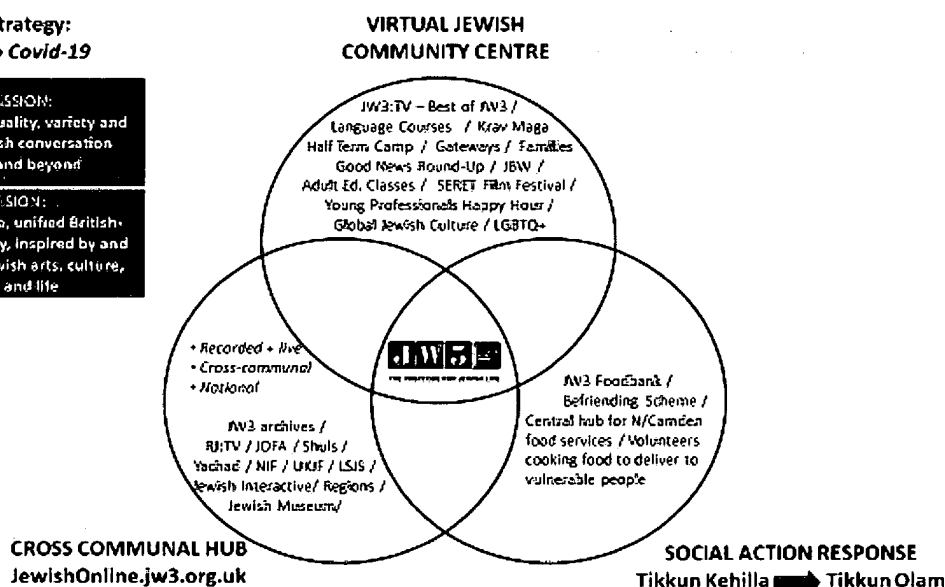 trategy:
Covid-19
SSION:
uality, variety and
sh conversation
and beyond
SION:
, unified British-
y, inspired by and
wish arts, culture,
and life
VIRTUAL JEWISH
COMMUNITY CENTRE
JW3:TV – Best of JW3 /
Language Courses / Krav Maga
Half Term Camp / Gateways / Families
Good News Round-Up / JBW /
Adult Ed. Classes / SERET Film Festival /
Young Professionals Happy Hour /
Global Jewish Culture / LGBTQ+
• Recorded + live
• Cross-communal
• National
JW3 archives /
RJ:TV / JOFA / Shuls /
Yachad / NIF / UKJF / LSJS /
Jewish Interactive/ Regions /
Jewish Museum/
JW3
JW3 Foodbank /
Befriending Scheme /
Central hub for N/Camden
food services / Volunteers
cooking food to deliver to
vulnerable people
CROSS COMMUNAL HUB
JewishOnline.jw3.org.uk
SOCIAL ACTION RESPONSE
Tikkun Kehilla ➡ Tikkun Olam